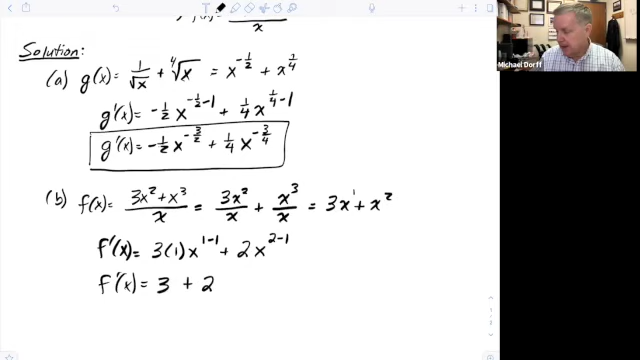 x
Solution:
(a) g(x) = 1/√x + ⁴√x = x^(-1/2) + x^(1/4)
g'(x) = -1/2 x^(-1/2 -1) + 1/4 x^(1/4 -1)
g'(x) = -1/2 x^(-3/2) + 1/4 x^(-3/4)
(b) f(x) = (3x² + x³)/x = 3x²/x + x³/x = 3x¹ + x²
f'(x) = 3(1)x^(1-1) + 2x^(2-1)
f'(x) = 3 + 2
Michael Dorff